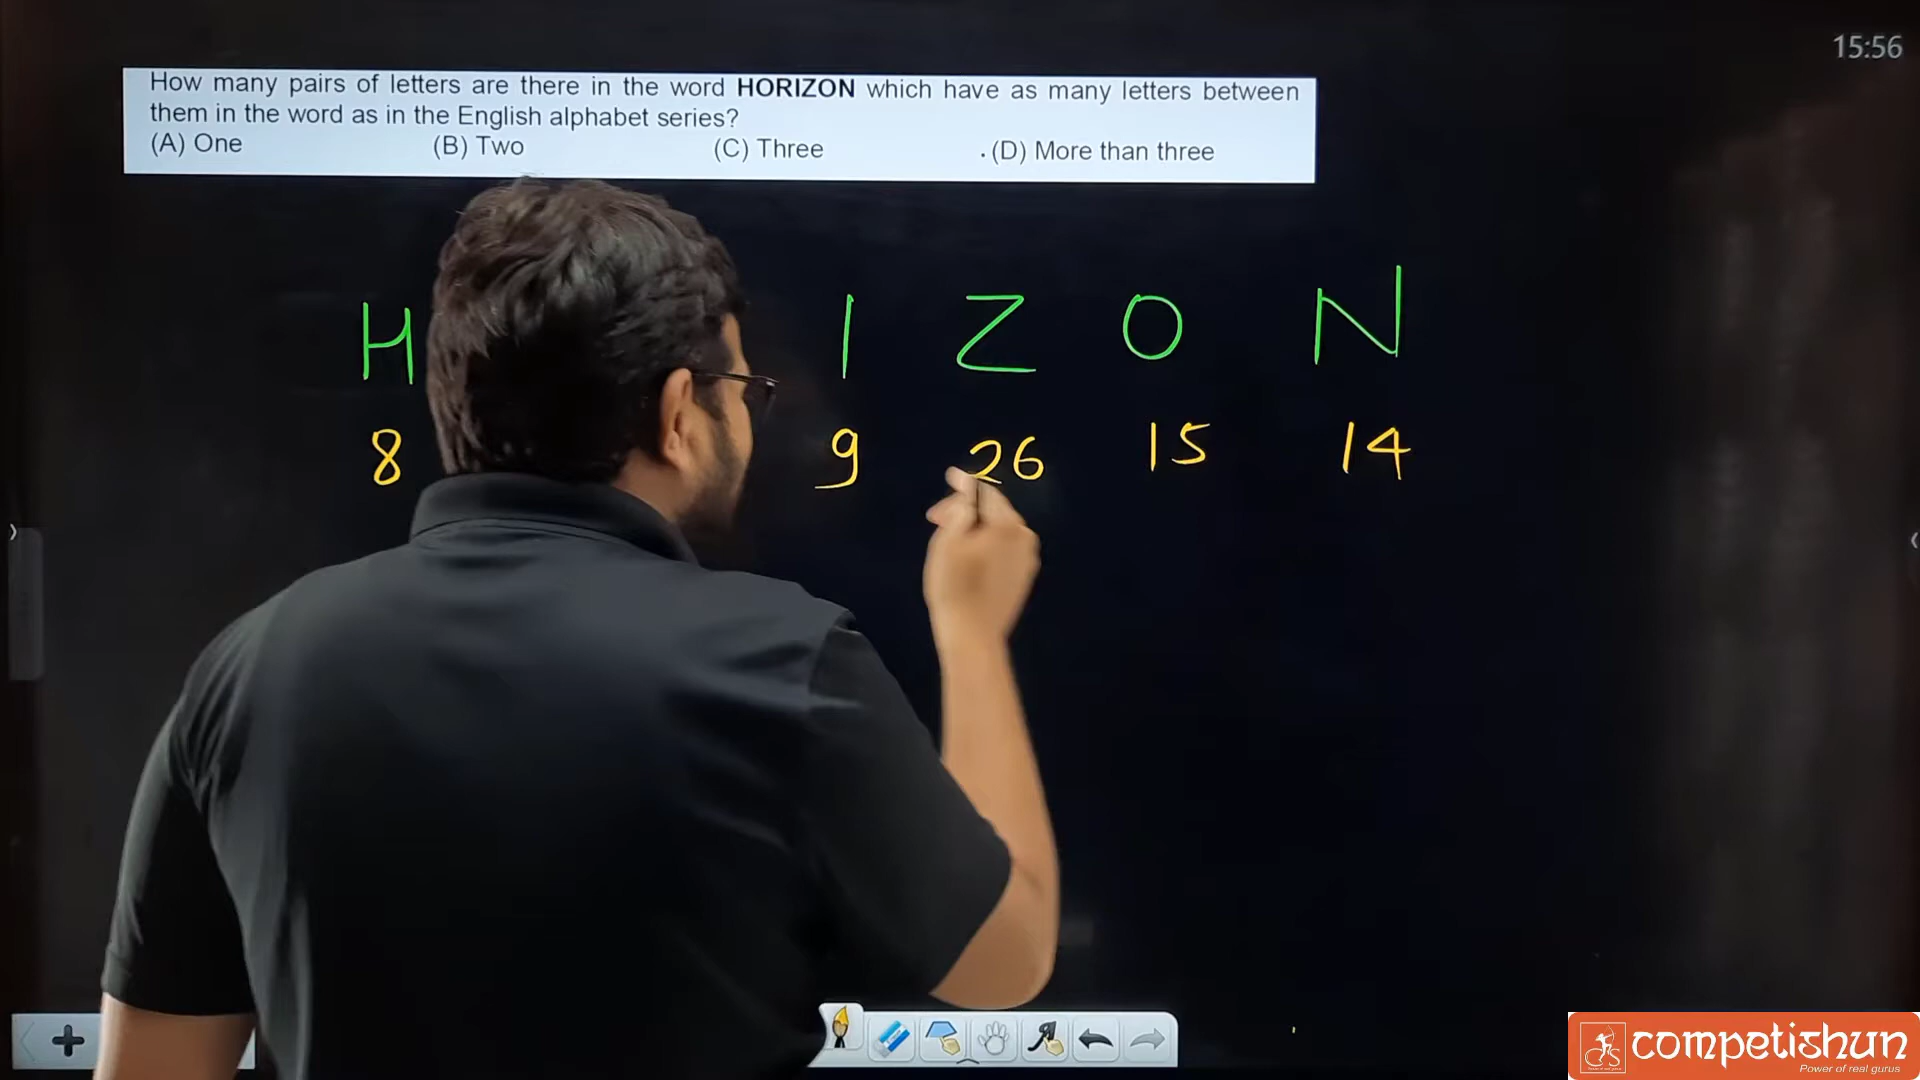 15:56
How many pairs of letters are there in the word HORIZON which have as many letters between
them in the word as in the English alphabet series?
(A) One (B) Two (C) Three (D) More than three
H I Z O N
8 9 26 15 14
competishun
Power of real gurus